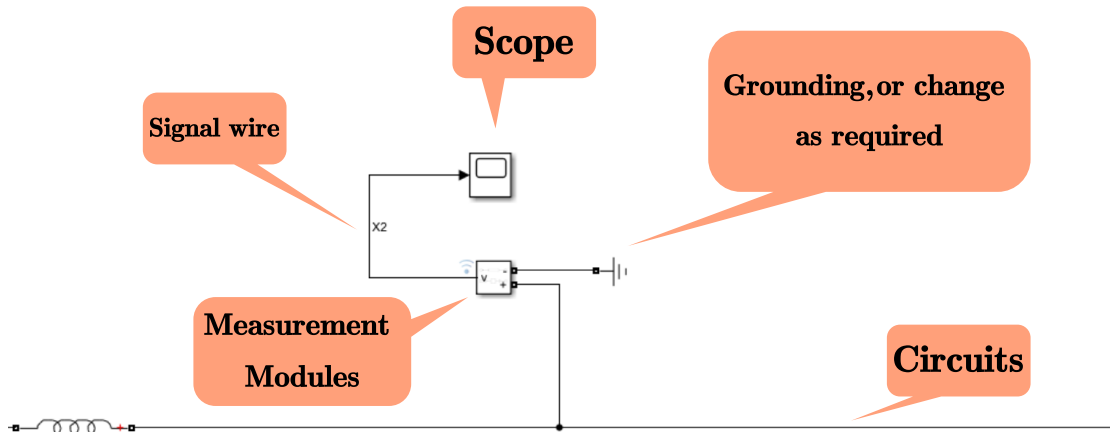 Scope
Grounding,or change
as required
Signal wire
X2
-
v
+
Measurement
Modules
Circuits